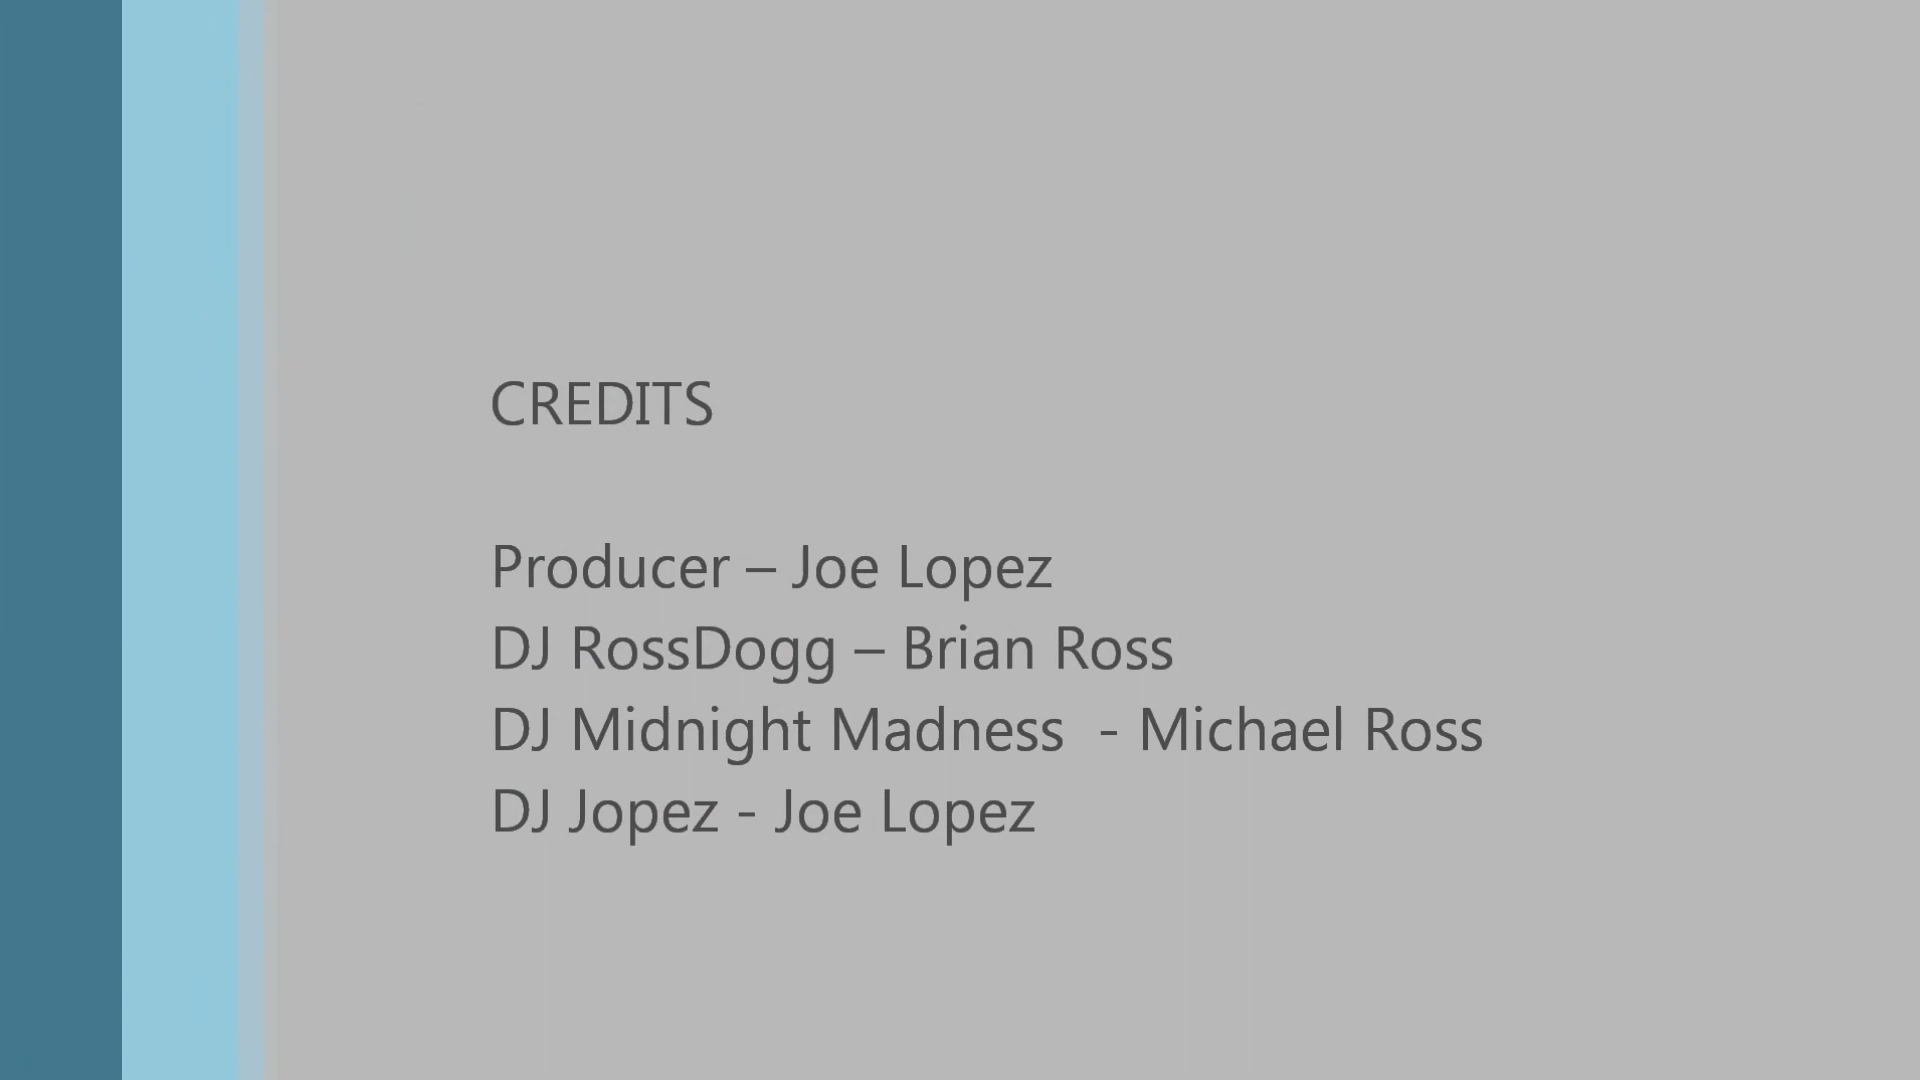 CREDITS
Producer – Joe Lopez
DJ RossDogg – Brian Ross
DJ Midnight Madness  - Michael Ross
DJ Jopez - Joe Lopez